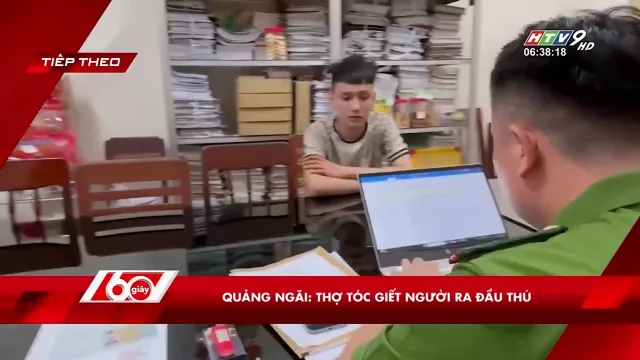 TIẾP THEO
HTV9 HD
06:38:18
60 giây
QUẢNG NGÃI: THỢ TÓC GIẾT NGƯỜI RA ĐẦU THÚ